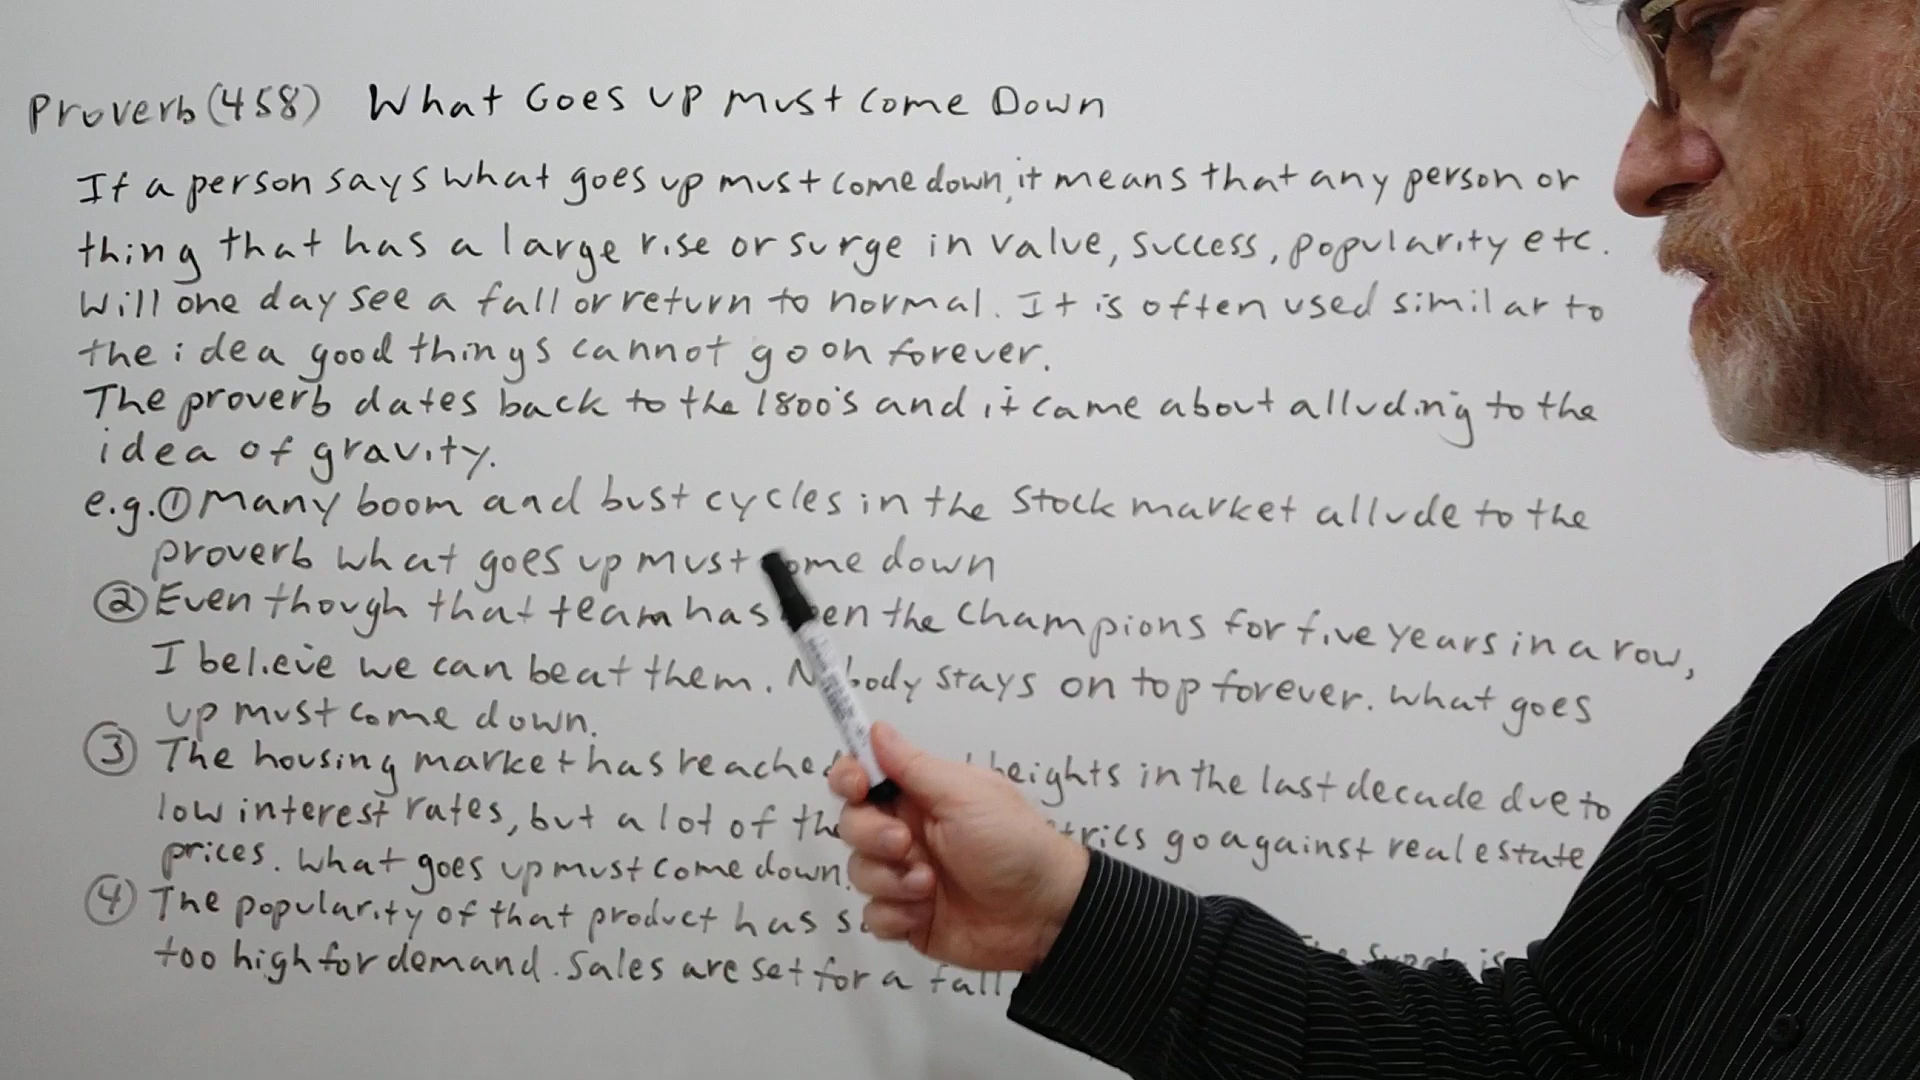 Proverb (458) What Goes Up Must Come Down
If a person says what goes up must come down, it means that any person or
thing that has a large rise or surge in value, success, popularity etc.
Will one day see a fall or return to normal. It is often used similar to
the idea good things cannot go on forever.
The proverb dates back to the 1800's and it came about alluding to the
idea of gravity.
e.g. ① Many boom and bust cycles in the Stock market allude to the
proverb what goes up must ome down
② Even though that team has een the Champions for five years in a row,
I believe we can beat them. Nobody stays on top forever. What goes
up must come down.
③ The housing market has reached heights in the last decade due to
low interest rates, but a lot of the trics go against real estate
prices. What goes up must come down.
④ The popularity of that product has is
too high for demand. Sales are set for a fall